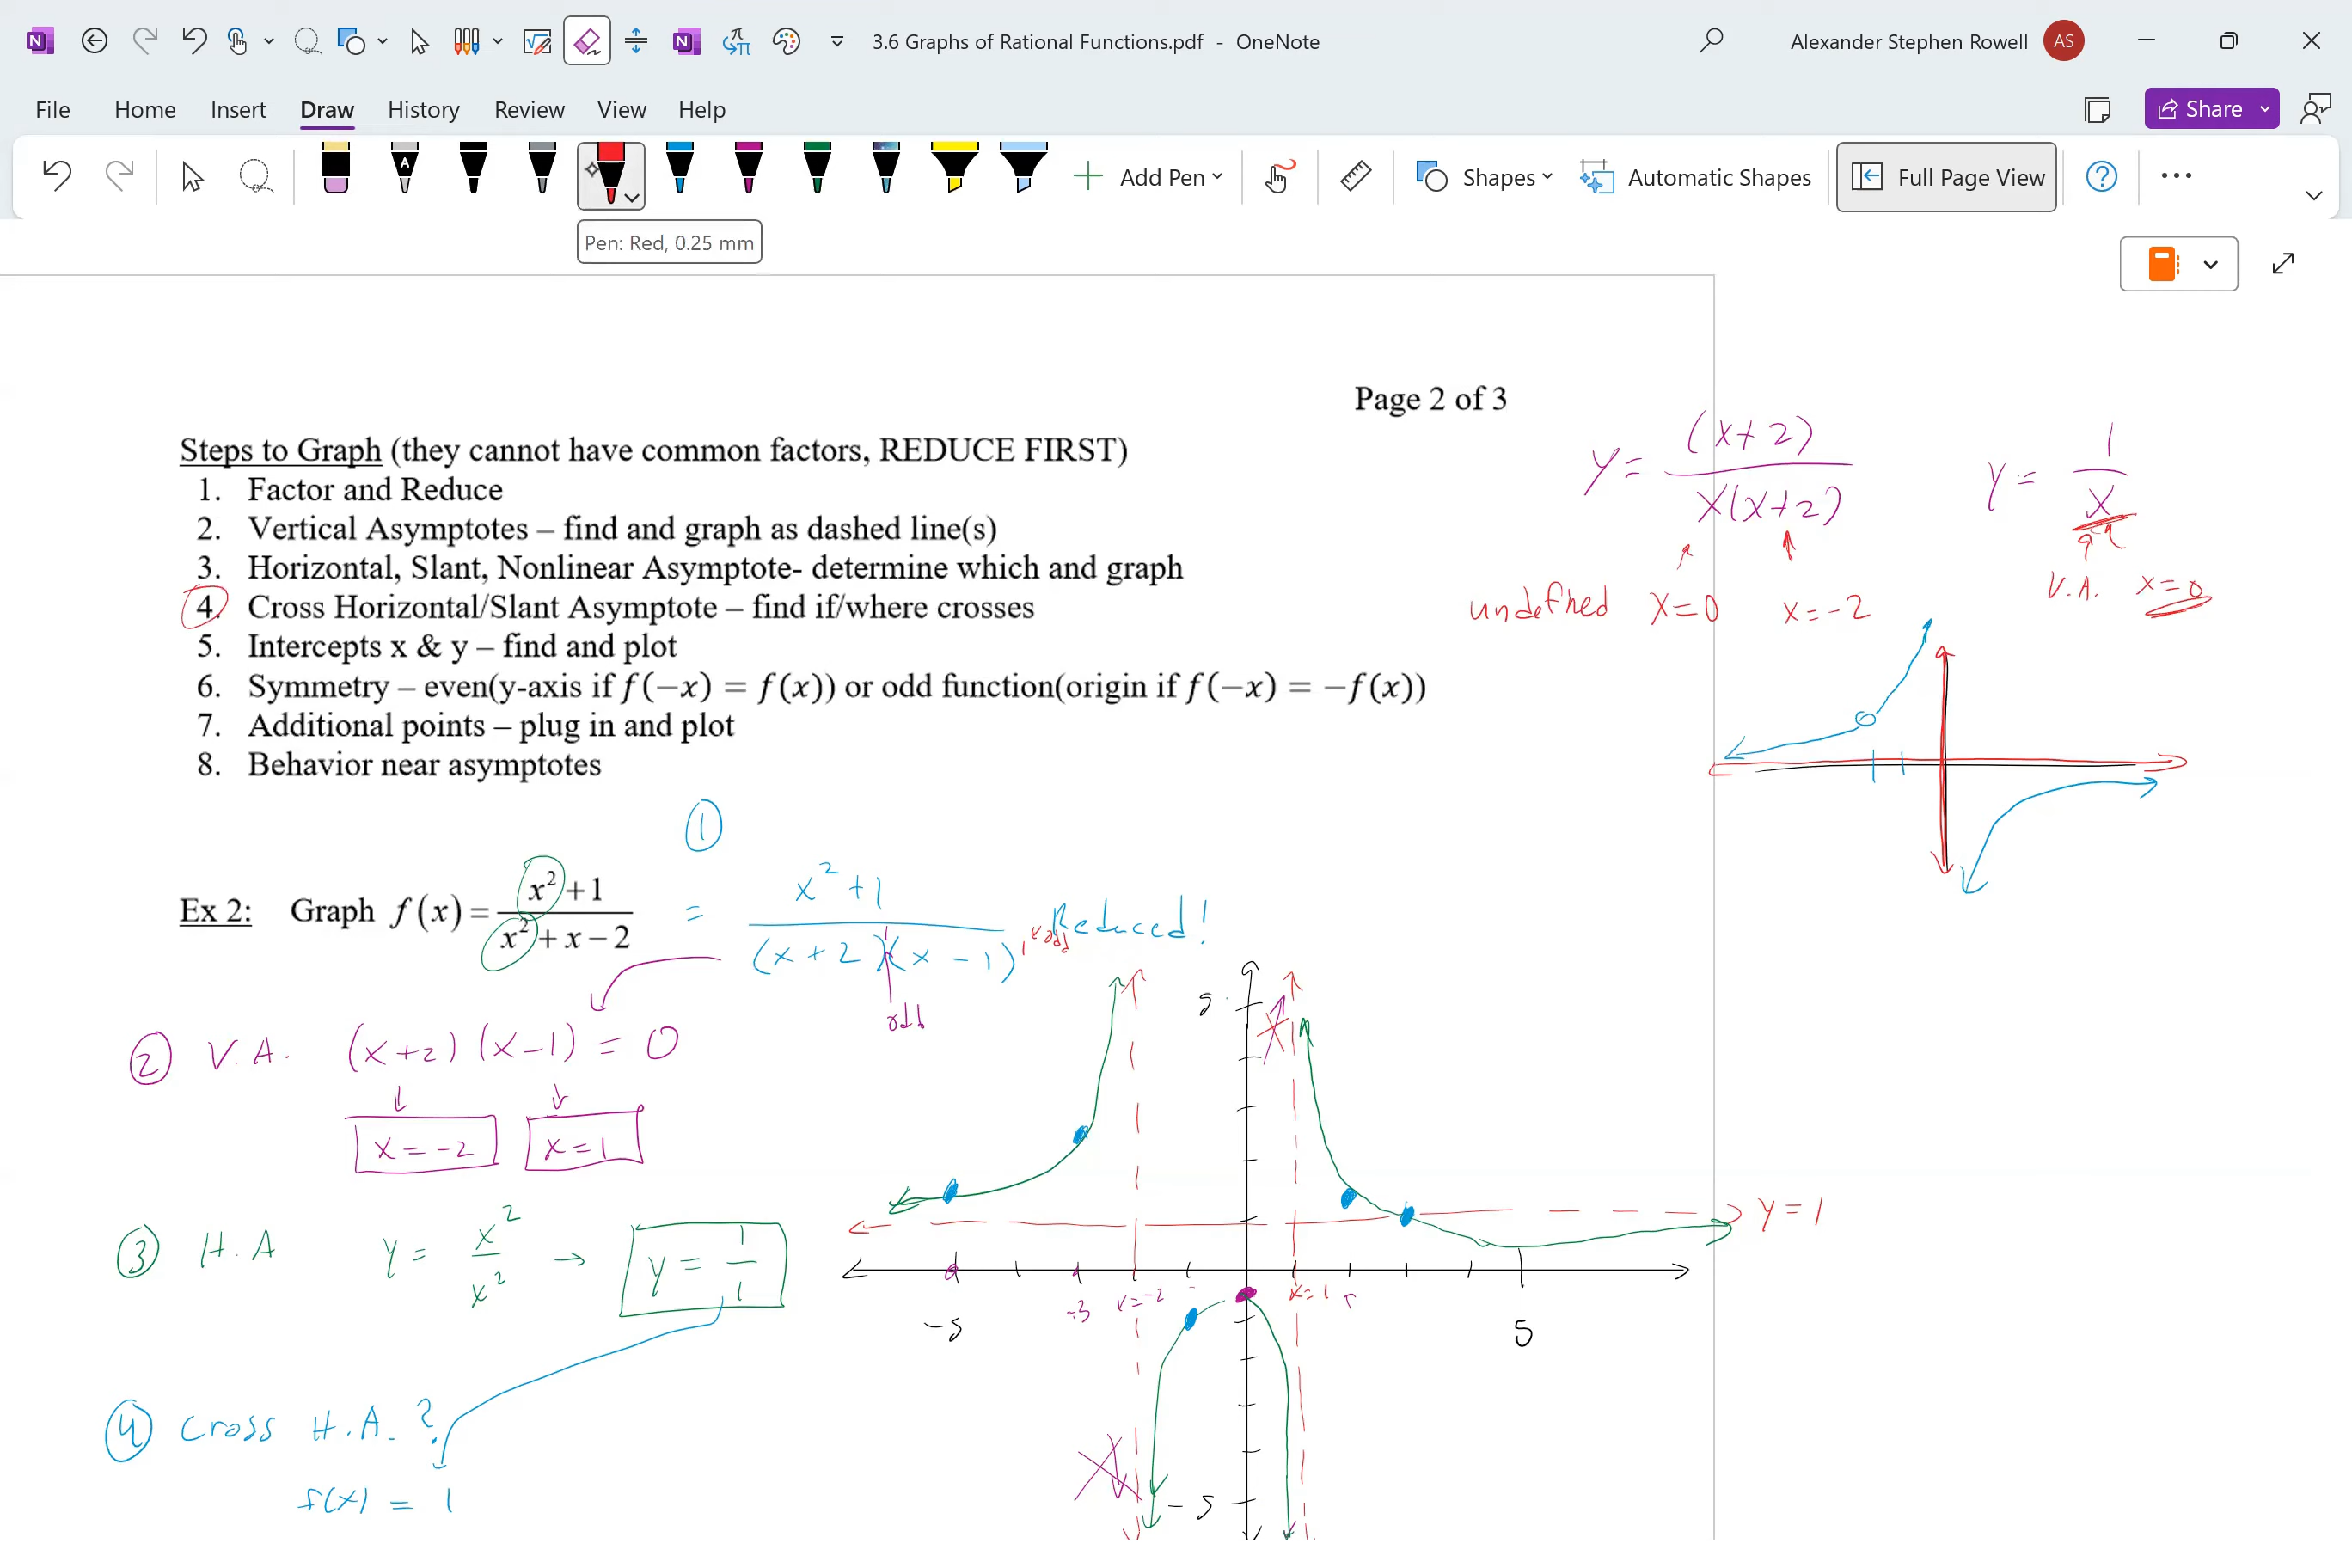 3.6 Graphs of Rational Functions.pdf - OneNote
Alexander Stephen Rowell AS
File Home Insert Draw History Review View Help
Share
Add Pen
Shapes
Automatic Shapes
Full Page View
Pen: Red, 0.25 mm
Page 2 of 3
Steps to Graph (they cannot have common factors, REDUCE FIRST)
1. Factor and Reduce
2. Vertical Asymptotes – find and graph as dashed line(s)
3. Horizontal, Slant, Nonlinear Asymptote- determine which and graph
4. Cross Horizontal/Slant Asymptote – find if/where crosses
5. Intercepts x & y – find and plot
6. Symmetry – even(y-axis if f(−x) = f(x)) or odd function(origin if f(−x) = −f(x))
7. Additional points – plug in and plot
8. Behavior near asymptotes
y = (x+2) / x(x+2)
y = 1/x
undefined x=0 x=-2
V.A. x=0
①
Ex 2: Graph f(x) = (x²+1)/(x²+x−2) = (x²+1)/((x+2)(x-1)) Reduced!
odd
odd
② V.A. (x+2)(x-1) = 0
x=-2 x=1
③ H.A y = x²/x² → y = 1/1
④ Cross H.A.?
f(x) = 1
y=1
-5 -3 x=-2 x=1 5
-5